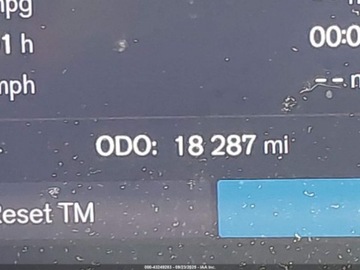 mpg
1 h
00:0
mph
--
ODO: 18 287 mi
Reset TM